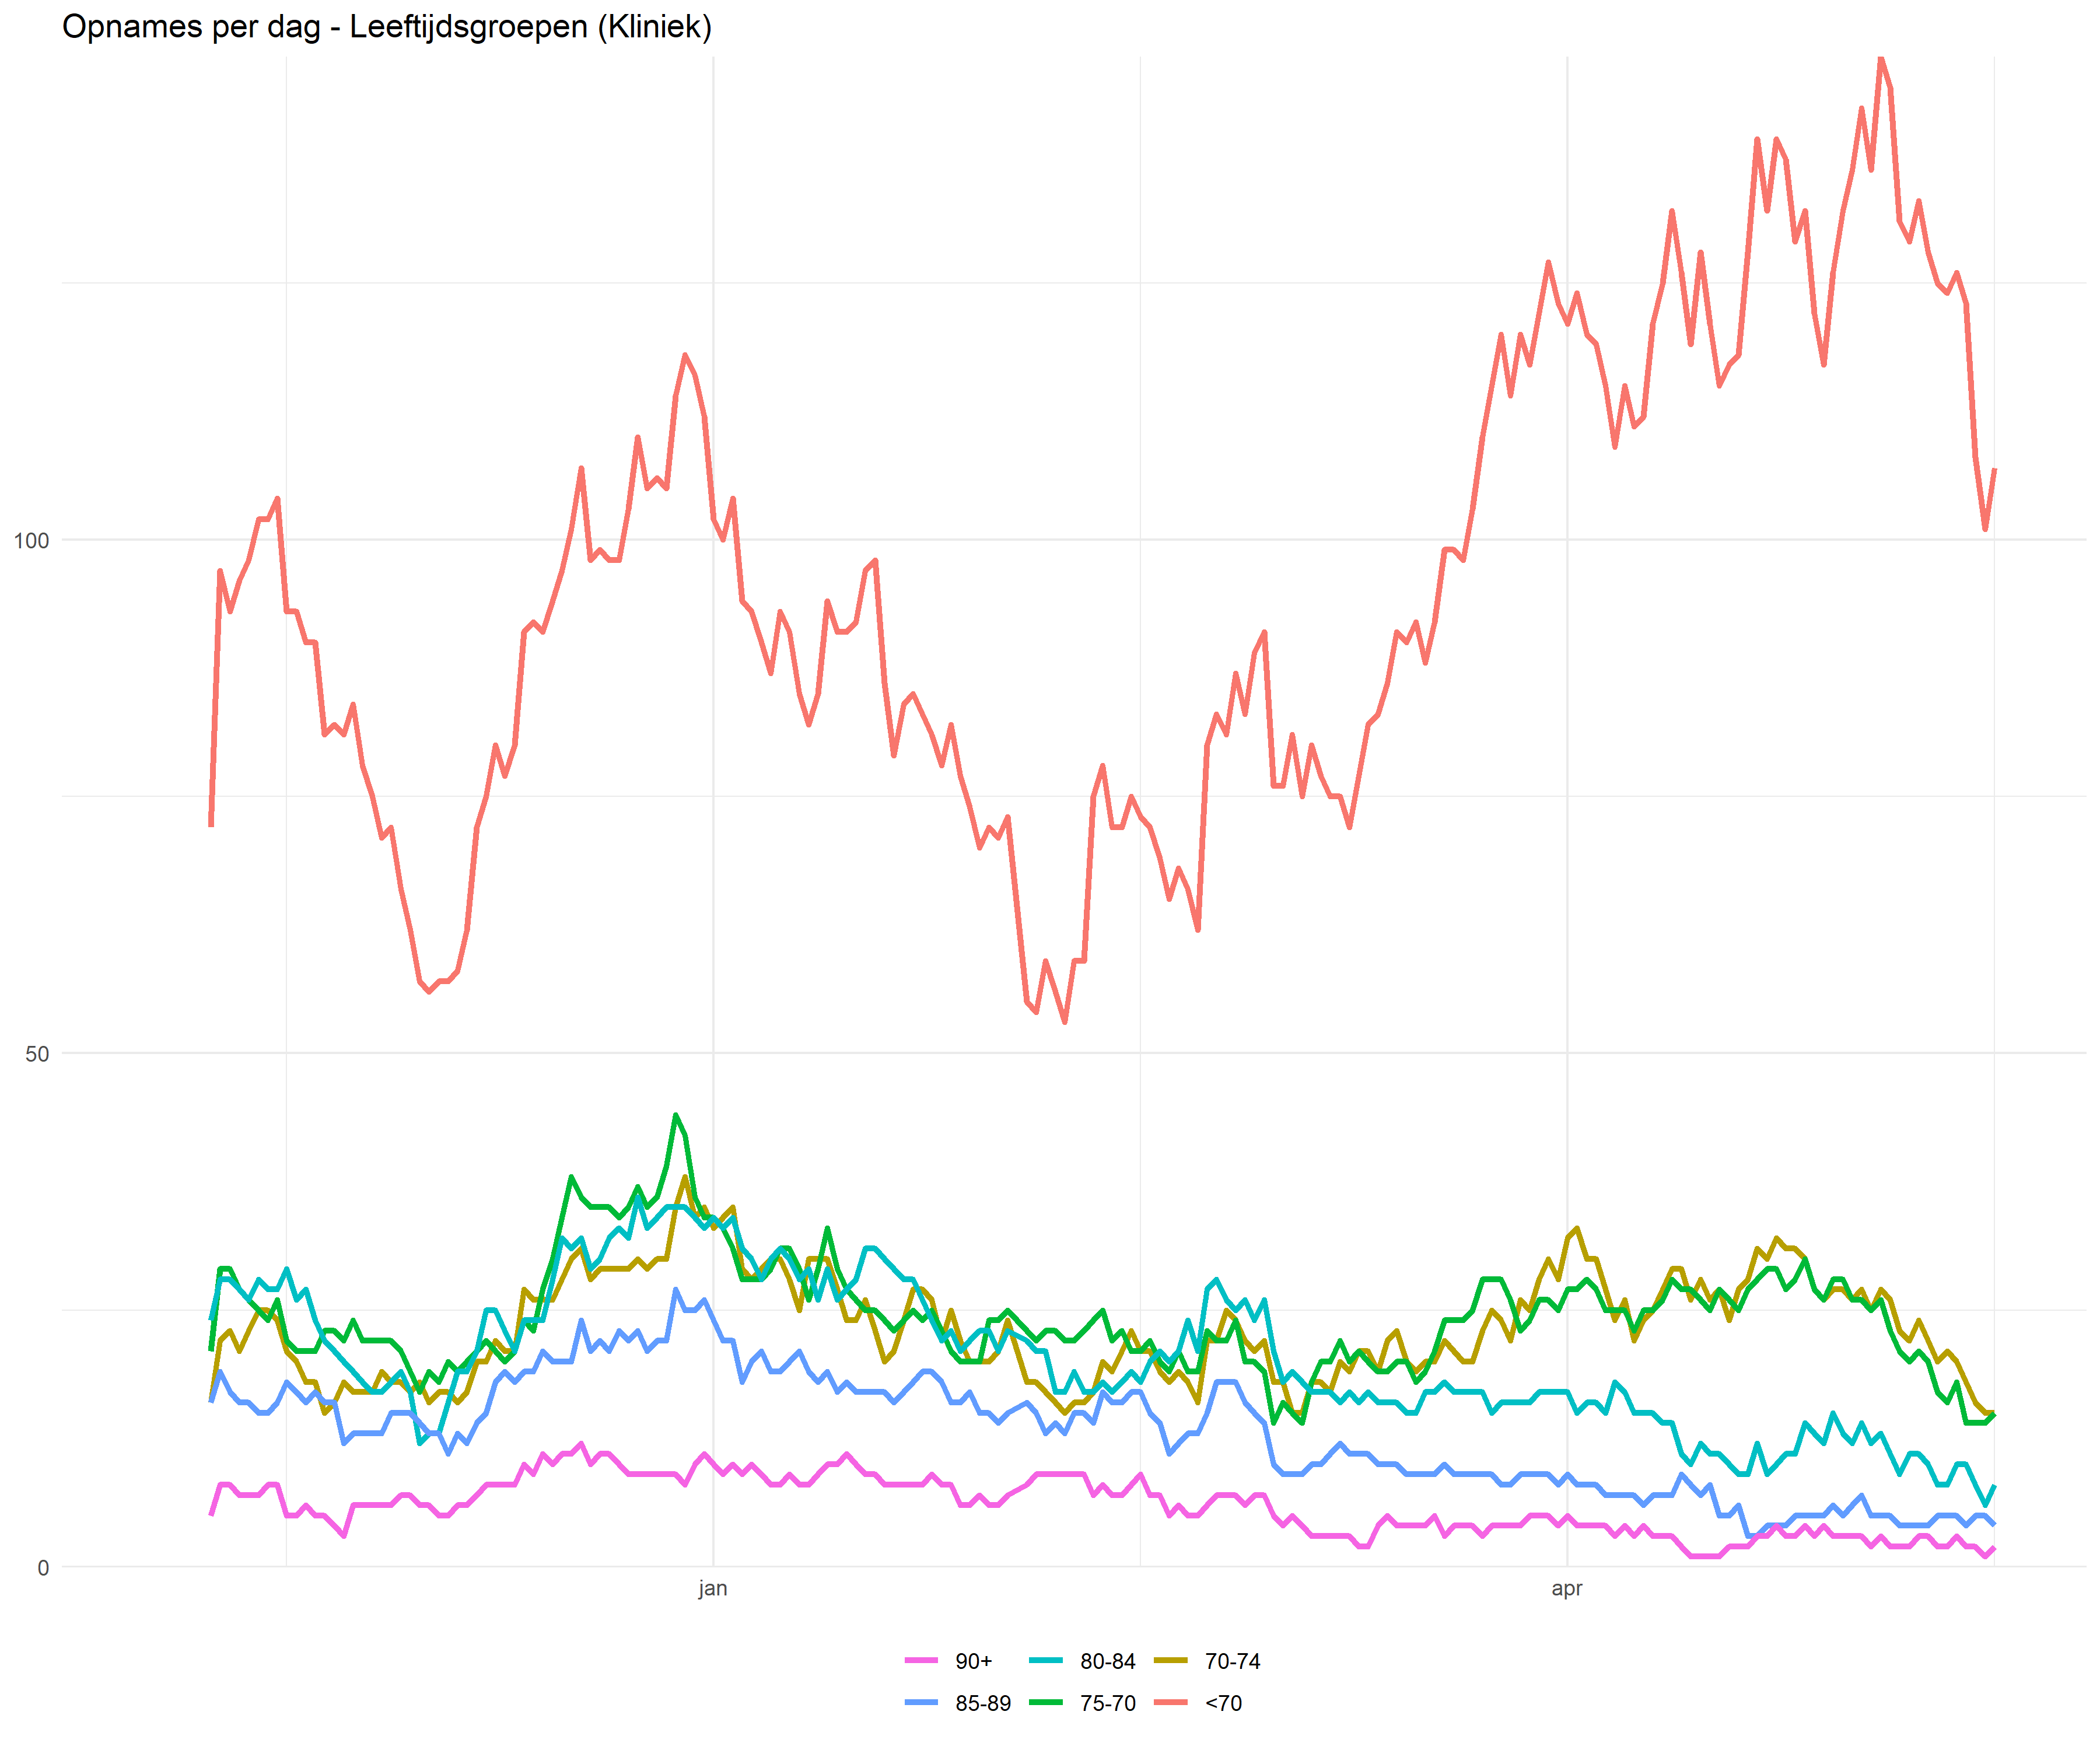 Opnames per dag - Leeftijdsgroepen (Kliniek)
100
50
0
jan apr
90+ 80-84 70-74
85-89 75-70 <70